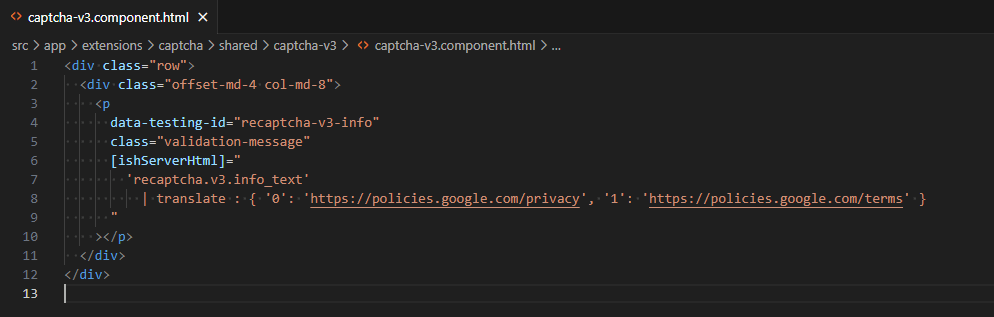 captcha-v3.component.html
src > app > extensions > captcha > shared > captcha-v3 > captcha-v3.component.html > ...
1 <div class="row">
2   <div class="offset-md-4 col-md-8">
3     <p
4       data-testing-id="recaptcha-v3-info"
5       class="validation-message"
6       [ishServerHtml]="
7         'recaptcha.v3.info_text'
8           | translate : { '0': 'https://policies.google.com/privacy', '1': 'https://policies.google.com/terms' }
9       "
10     ></p>
11   </div>
12 </div>
13